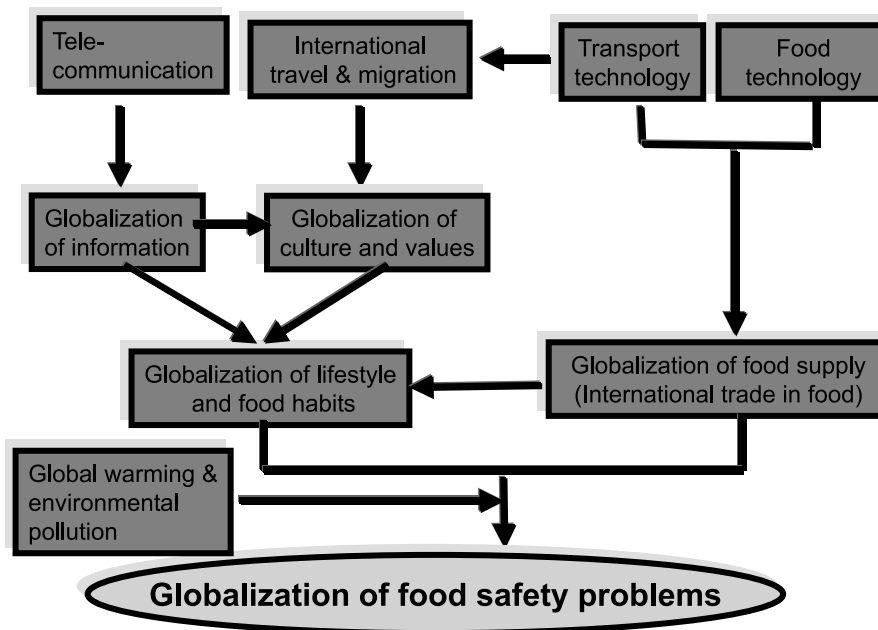 Tele-
communication
International
travel & migration
Transport
technology
Food
technology
Globalization
of information
Globalization of
culture and values
Globalization of lifestyle
and food habits
Globalization of food supply
(International trade in food)
Global warming &
environmental
pollution
Globalization of food safety problems